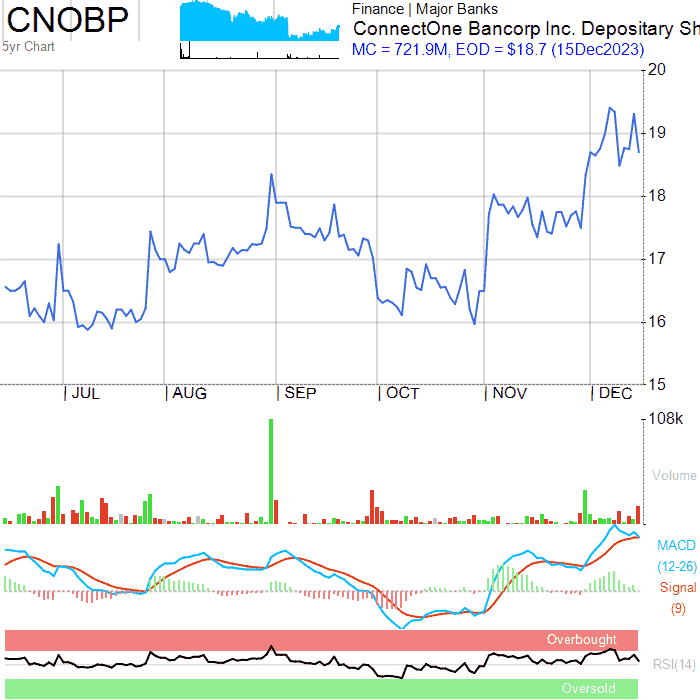 CNOBP
5yr Chart
Finance | Major Banks
ConnectOne Bancorp Inc. Depositary Sh
MC = 721.9M, EOD = $18.7 (15Dec2023)
20
19
18
17
16
15
JUL
AUG
SEP
OCT
NOV
DEC
108k
Volume
MACD
(12-26)
Signal
(9)
Overbought
RSI(14)
Oversold